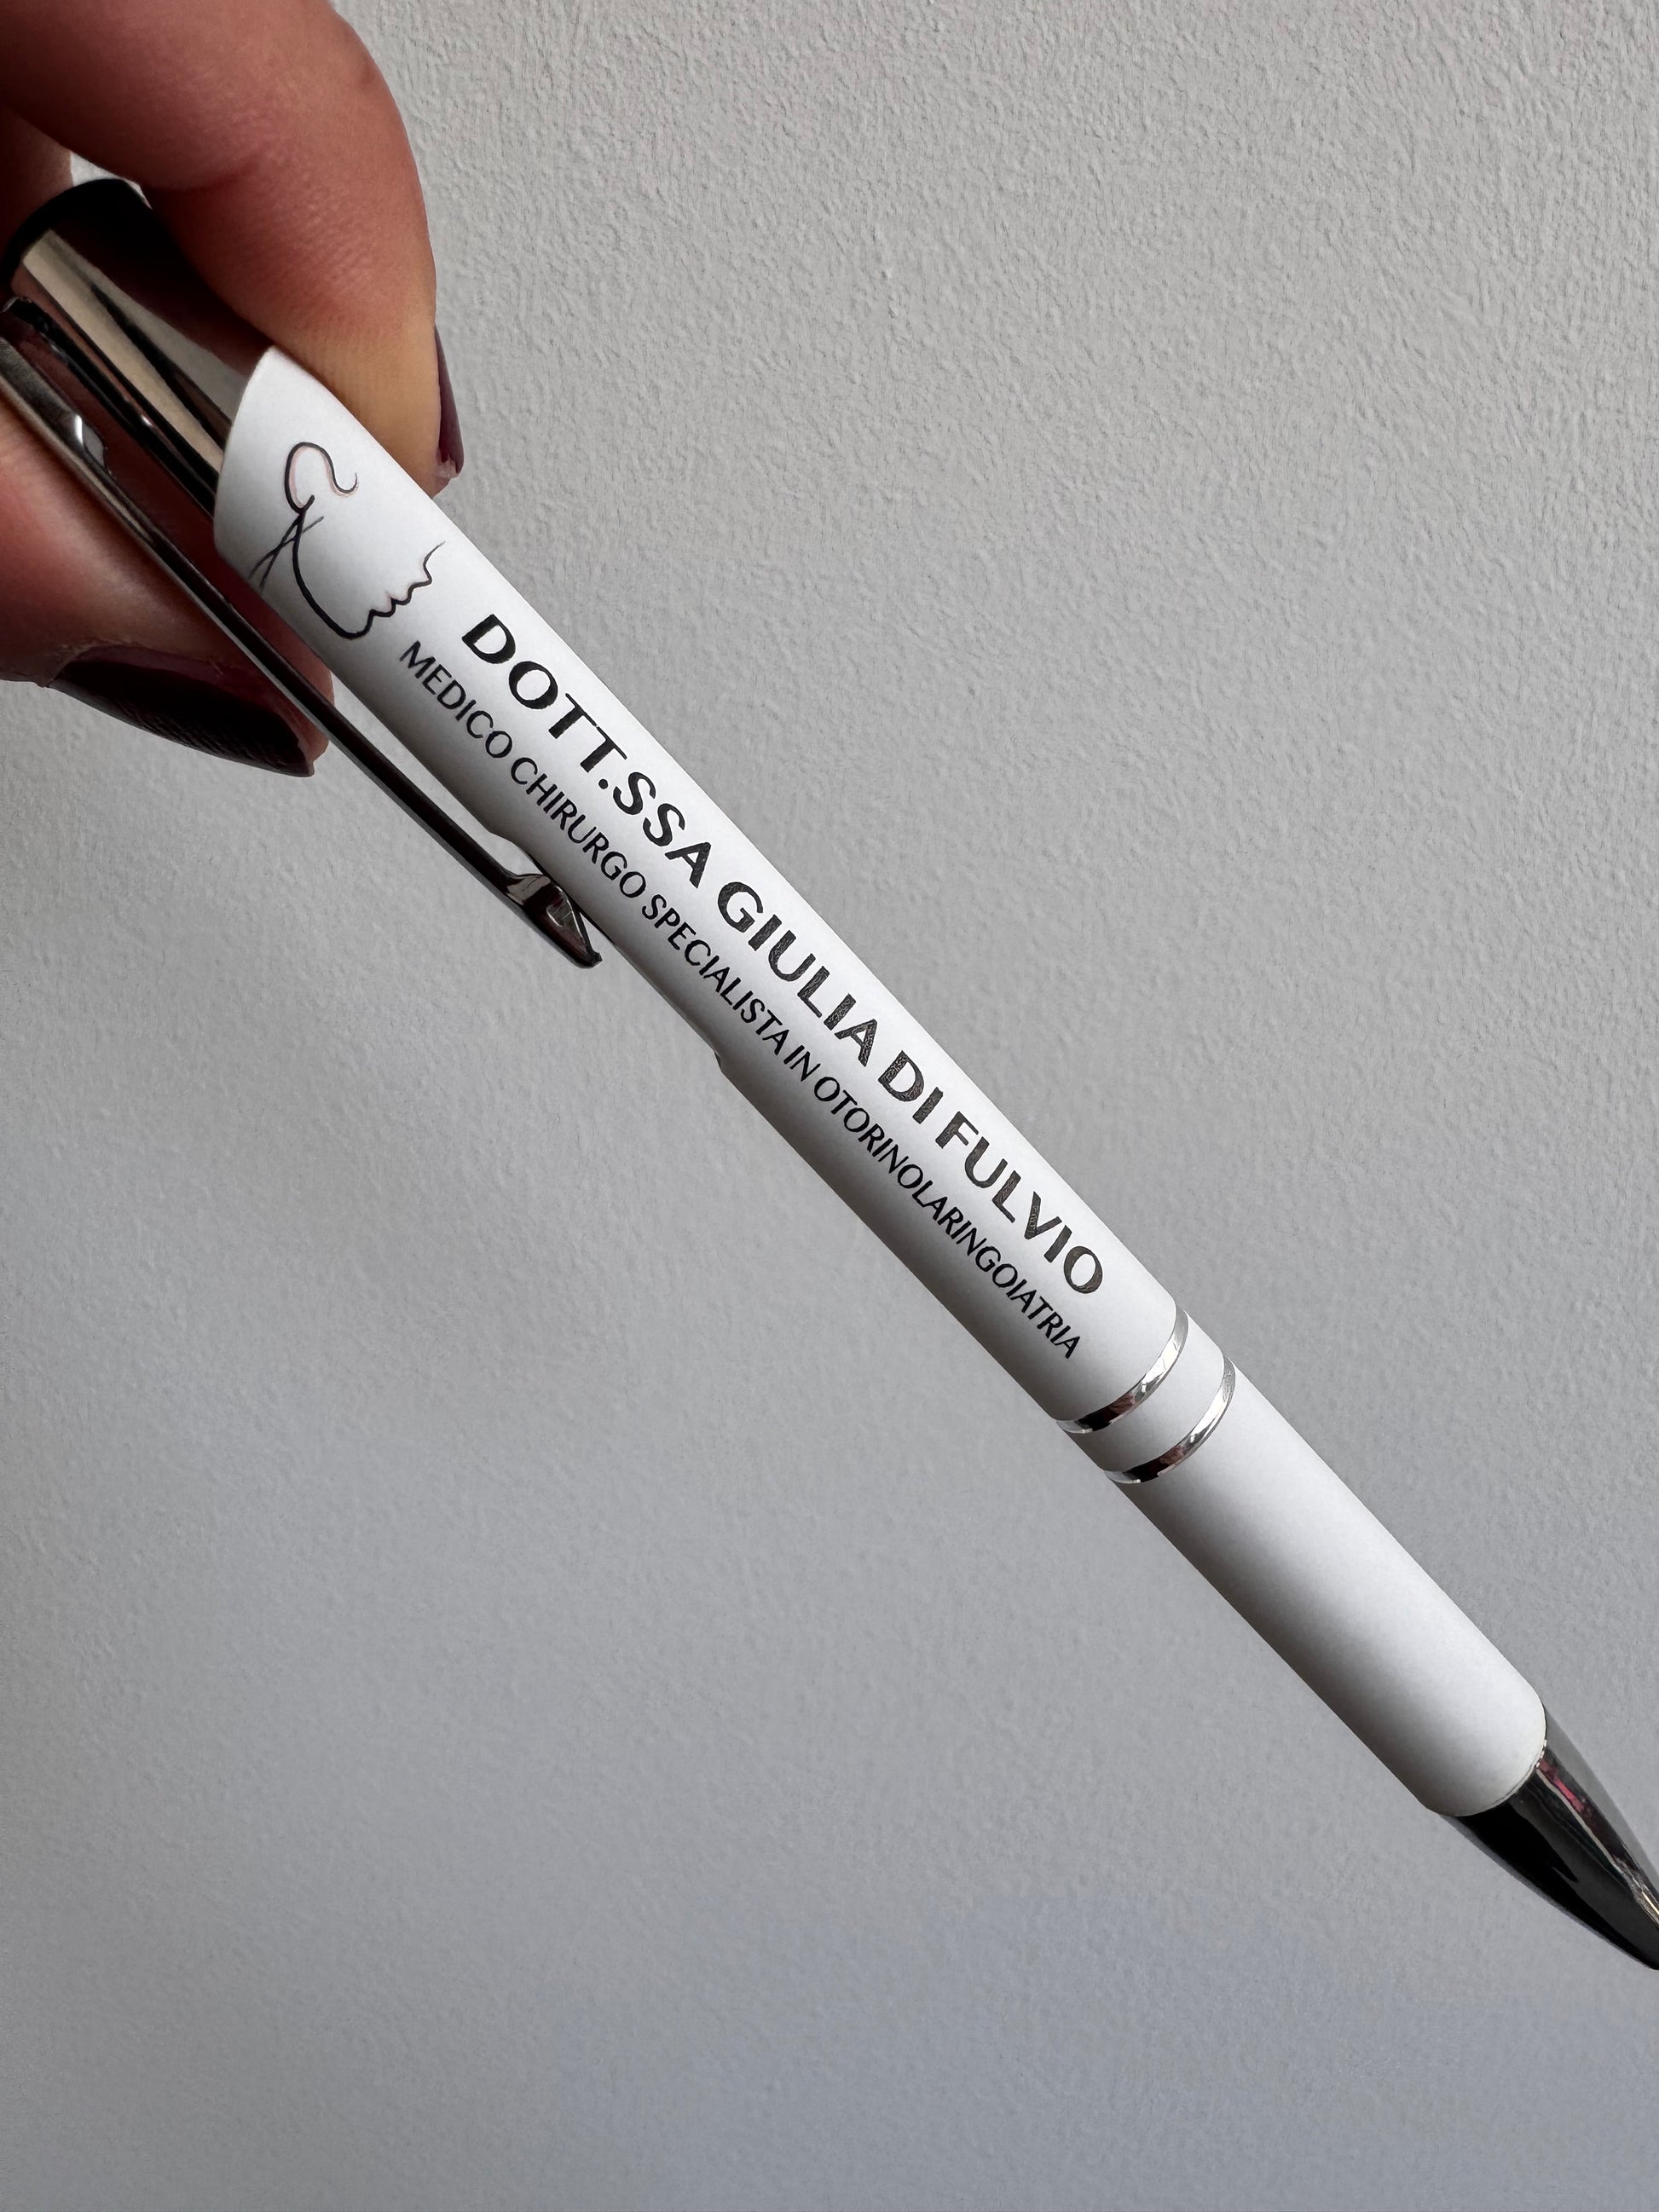 DOTT.SSA GIULIA DI FULVIO
MEDICO CHIRURGO SPECIALISTA IN OTORINOLARINGOIATRIA